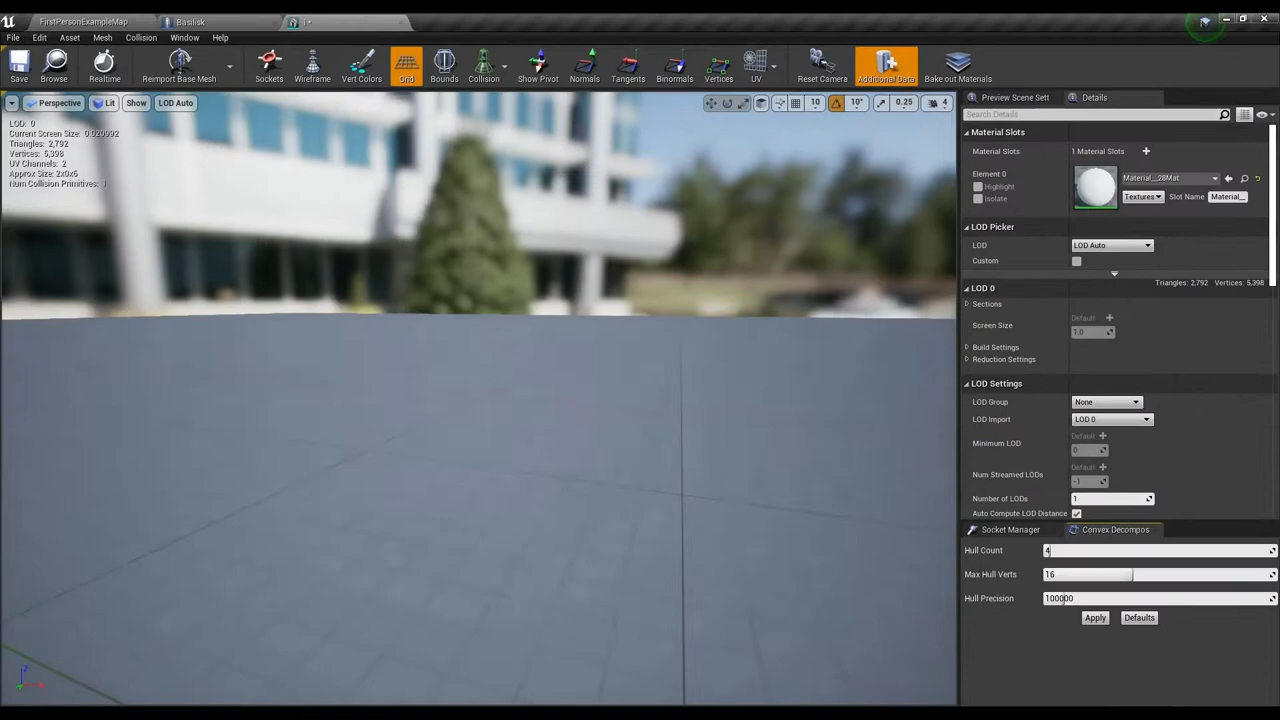 FirstPersonExampleMap
Basilisk
File Edit Asset Mesh Collision Window Help
Save Browse Realtime Reimport Base Mesh Sockets Wireframe Vert Colors Grid Bounds Collision Show Pivot Normals Tangents Binormals Vertices UV Reset Camera Additional Data Bake out Materials
Perspective Lit Show LOD Auto 10 10° 0.25 4
LOD: 0
Current Screen Size: 0.020992
Triangles: 2,792
Vertices: 5,398
UV Channels: 2
Approx Size: 2x0x6
Num Collision Primitives: 1
Preview Scene Sett Details
Search Details
Material Slots
Material Slots 1 Material Slots
Element 0
Highlight
Isolate
Material__28Mat
Textures Slot Name Material_
LOD Picker
LOD LOD Auto
Custom
Triangles: 2,792 Vertices: 5,398
LOD 0
Sections
Screen Size Default
1.0
Build Settings
Reduction Settings
LOD Settings
LOD Group None
LOD Import LOD 0
Minimum LOD Default
0
Num Streamed LODs Default
-1
Number of LODs 1
Auto Compute LOD Distance
Socket Manager Convex Decompos
Hull Count 4
Max Hull Verts 16
Hull Precision 100000
Apply Defaults
Z